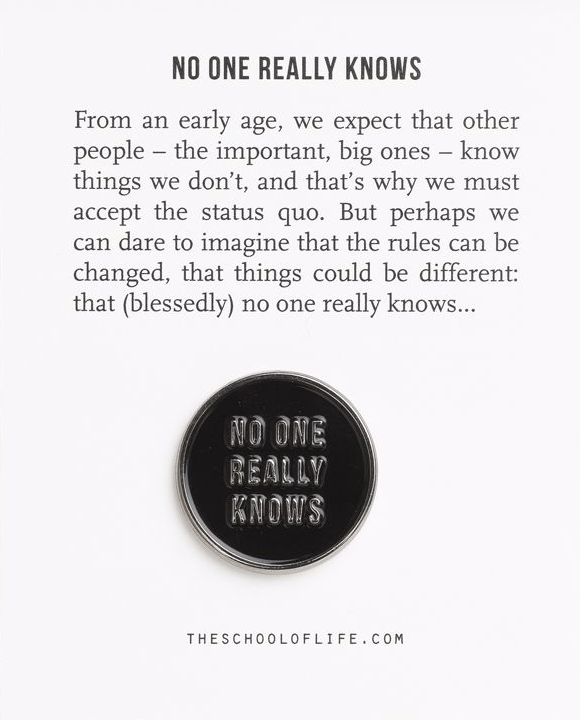 NO ONE REALLY KNOWS
From an early age, we expect that other
people – the important, big ones – know
things we don't, and that's why we must
accept the status quo. But perhaps we
can dare to imagine that the rules can be
changed, that things could be different:
that (blessedly) no one really knows...
NO ONE
REALLY
KNOWS
THESCHOOLOFLIFE.COM